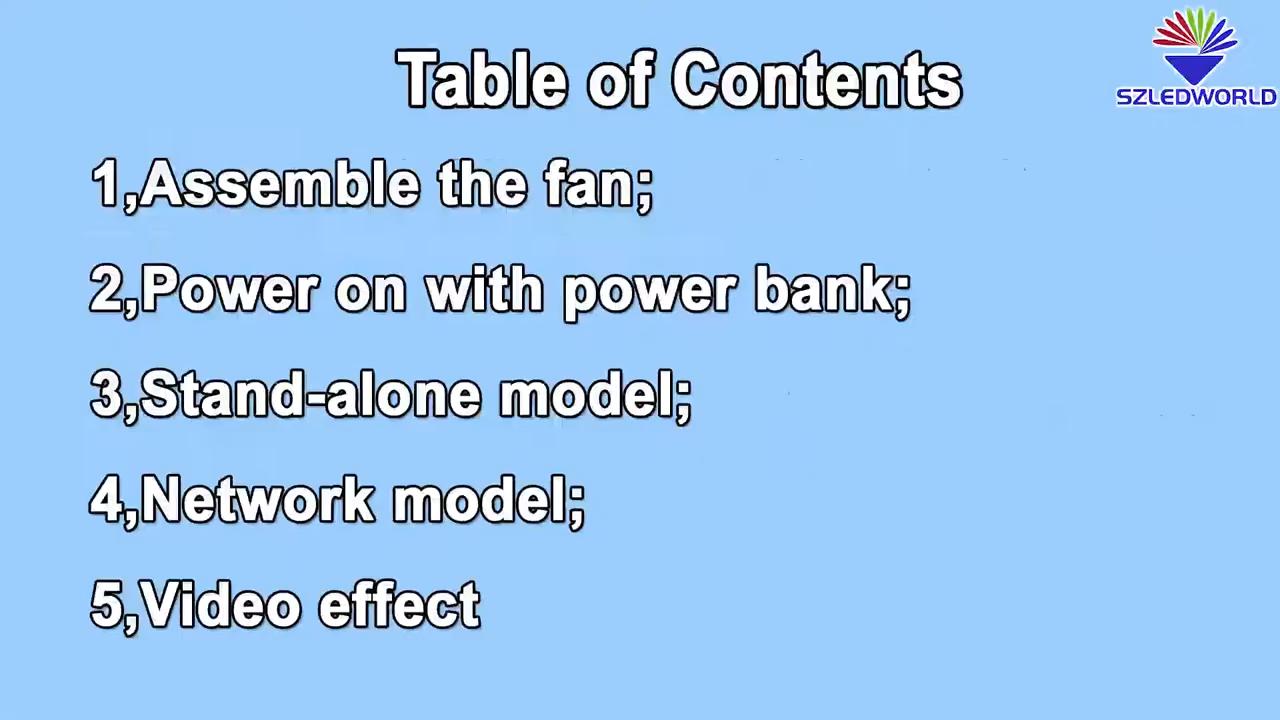 Table of Contents
SZLEDWORLD
1,Assemble the fan;
2,Power on with power bank;
3,Stand-alone model;
4,Network model;
5,Video effect